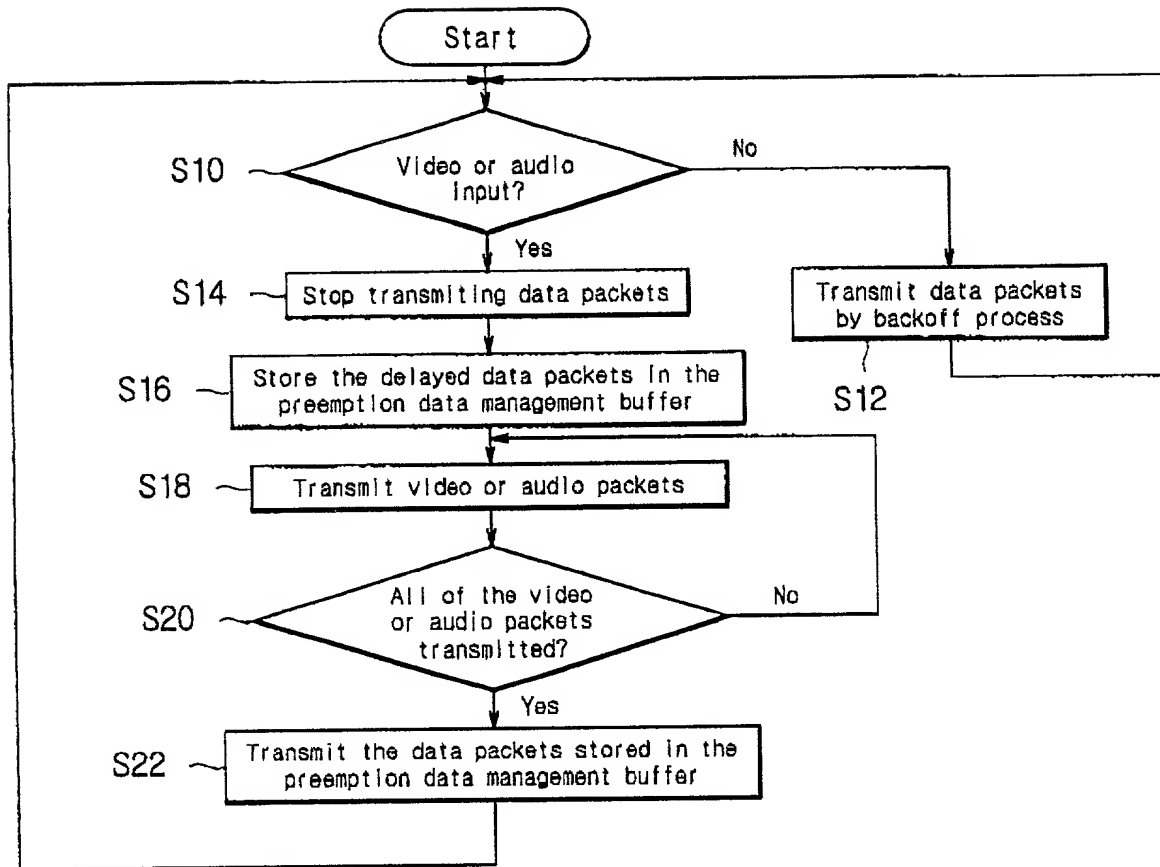 Start
S10
Video or audio
input?
No
Yes
S14
Stop transmiting data packets
Transmit data packets
by backoff process
S12
S16
Store the delayed data packets in the
preemption data management buffer
S18
Transmit video or audio packets
S20
All of the video
or audio packets
transmitted?
No
Yes
S22
Transmit the data packets stored in the
preemption data management buffer